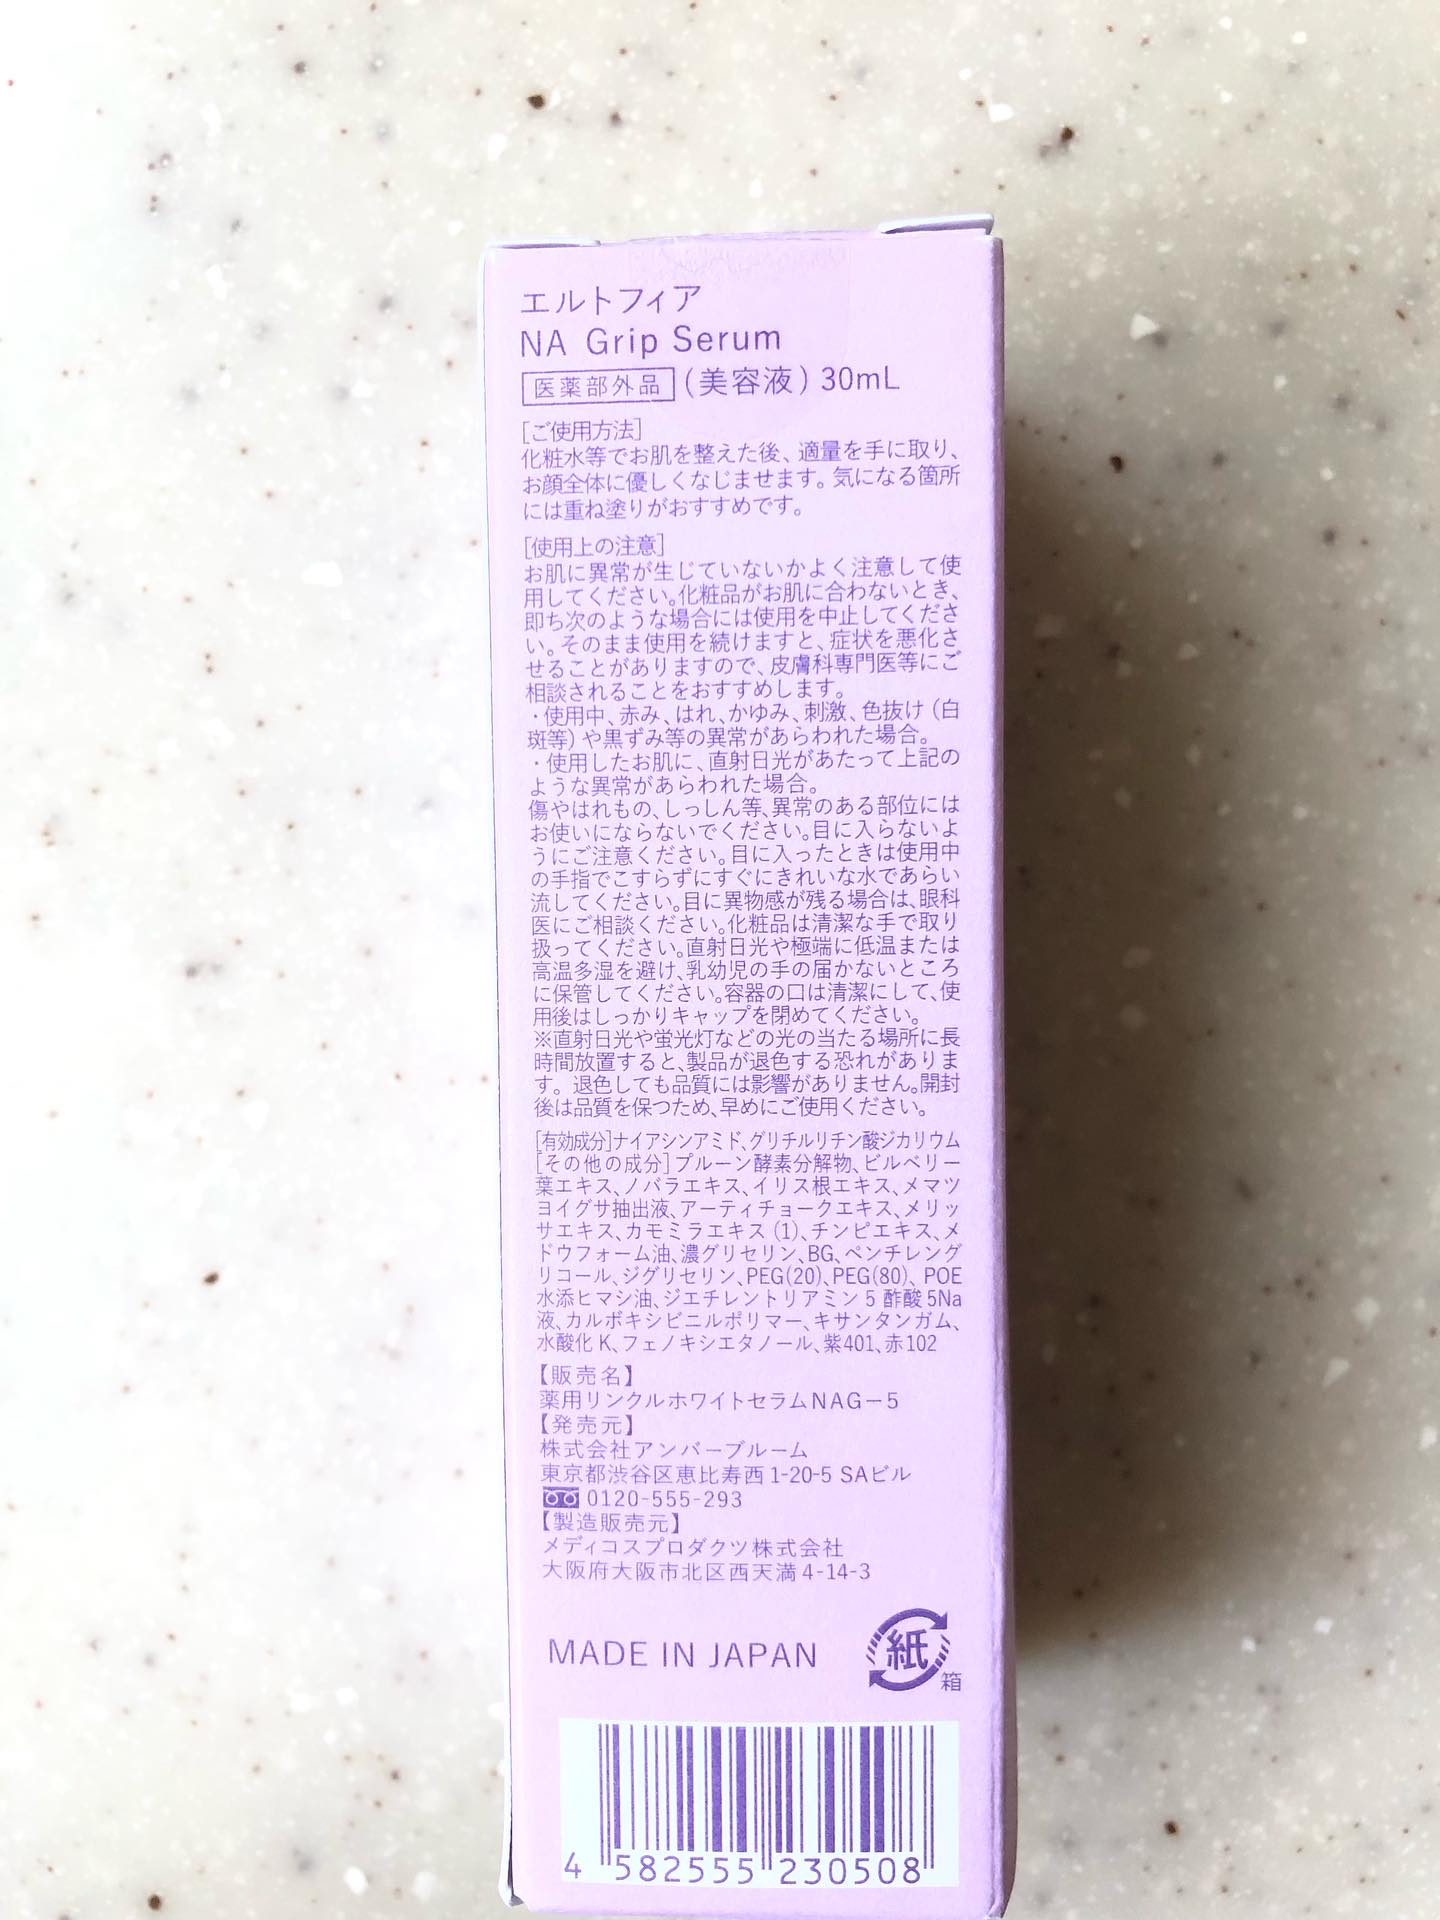 エルトフィア
NA Grip Serum
医薬部外品 (美容液) 30mL
[ご使用方法]
化粧水等でお肌を整えた後、適量を手に取り、
お顔全体に優しくなじませます。気になる箇所
には重ね塗りがおすすめです。
[使用上の注意]
お肌に異常が生じていないかよく注意して使
用してください。化粧品がお肌に合わないとき、
即ち次のような場合には使用を中止してくださ
い。そのまま使用を続けますと、症状を悪化さ
せることがありますので、皮膚科専門医等にご
相談されることをおすすめします。
・使用中、赤み、はれ、かゆみ、刺激、色抜け（白
斑等）や黒ずみ等の異常があらわれた場合。
・使用したお肌に、直射日光があたって上記の
ような異常があらわれた場合。
傷やはれもの、しっしん等、異常のある部位には
お使いにならないでください。目に入らないよ
うにご注意ください。目に入ったときは使用中
の手指でこすらずにすぐにきれいな水であらい
流してください。目に異物感が残る場合は、眼科
医にご相談ください。化粧品は清潔な手で取り
扱ってください。直射日光や極端に低温または
高温多湿を避け、乳幼児の手の届かないところ
に保管してください。容器の口は清潔にして、使
用後はしっかりキャップを閉めてください。
※直射日光や蛍光灯などの光の当たる場所に長
時間放置すると、製品が退色する恐れがありま
す。退色しても品質には影響がありません。開封
後は品質を保つため、早めにご使用ください。
[有効成分]ナイアシンアミド、グリチルリチン酸ジカリウム
[その他の成分]プルーン酵素分解物、ビルベリー
葉エキス、ノバラエキス、イリス根エキス、メマツ
ヨイグサ抽出液、アーティチョークエキス、メリッ
サエキス、カモミラエキス (1)、チンピエキス、メ
ドウフォーム油、濃グリセリン、BG、ペンチレング
リコール、ジグリセリン、PEG(20)、PEG(80)、POE
水添ヒマシ油、ジエチレントリアミン5酢酸5Na
液、カルボキシビニルポリマー、キサンタンガム、
水酸化K、フェノキシエタノール、紫401、赤102
【販売名】
薬用リンクルホワイトセラムNAG－5
【発売元】
株式会社アンバーブルーム
東京都渋谷区恵比寿西1-20-5 SAビル
0120-555-293
【製造販売元】
メディコスプロダクツ株式会社
大阪府大阪市北区西天満4-14-3
MADE IN JAPAN
紙
箱
4 582555 230508